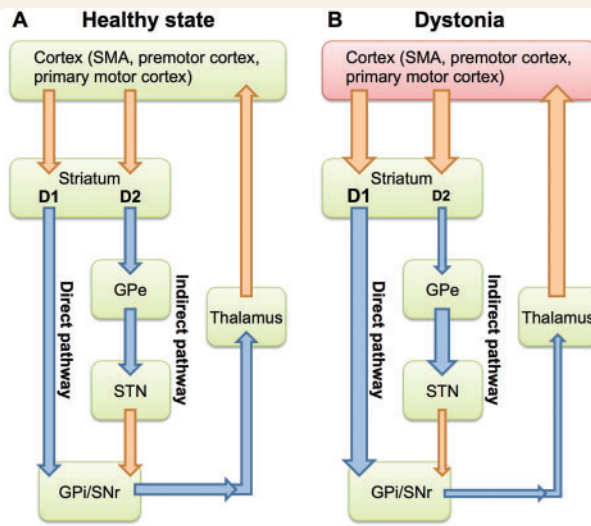 A Healthy state
Cortex (SMA, premotor cortex,
primary motor cortex)
Striatum
D1 D2
Direct pathway
GPe
Indirect pathway
Thalamus
STN
GPi/SNr
B Dystonia
Cortex (SMA, premotor cortex,
primary motor cortex)
Striatum
D1 D2
Direct pathway
GPe
Indirect pathway
Thalamus
STN
GPi/SNr